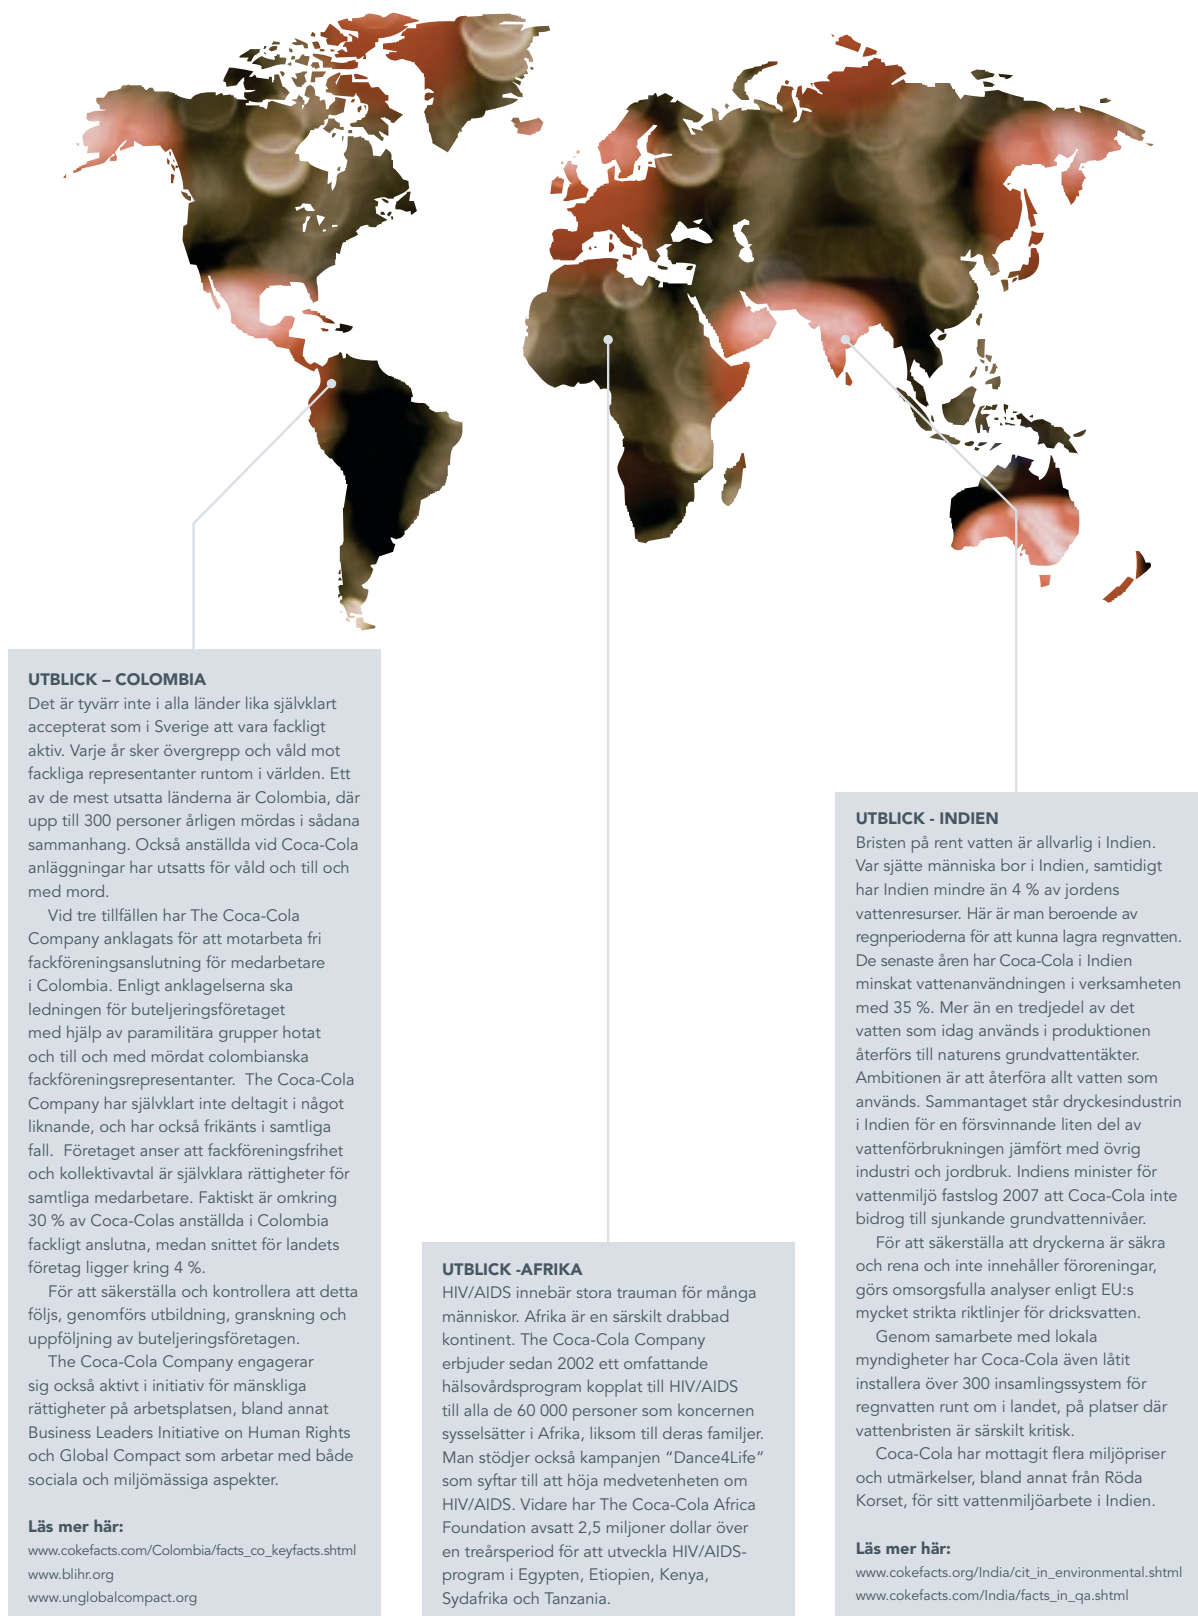 UTBLICK – COLOMBIA
Det är tyvärr inte i alla länder lika självklart
accepterat som i Sverige att vara fackligt
aktiv. Varje år sker övergrepp och våld mot
fackliga representanter runtom i världen. Ett
av de mest utsatta länderna är Colombia, där
upp till 300 personer årligen mördas i sådana
sammanhang. Också anställda vid Coca-Cola
anläggningar har utsatts för våld och till och
med mord.
Vid tre tillfällen har The Coca-Cola
Company anklagats för att motarbeta fri
fackföreningsanslutning för medarbetare
i Colombia. Enligt anklagelserna ska
ledningen för buteljeringsföretaget
med hjälp av paramilitära grupper hotat
och till och med mördat colombianska
fackföreningsrepresentanter.  The Coca-Cola
Company har självklart inte deltagit i något
liknande, och har också frikänts i samtliga
fall.  Företaget anser att fackföreningsfrihet
och kollektivavtal är självklara rättigheter för
samtliga medarbetare. Faktiskt är omkring
30 % av Coca-Colas anställda i Colombia
fackligt anslutna, medan snittet för landets
företag ligger kring 4 %.
För att säkerställa och kontrollera att detta
följs, genomförs utbildning, granskning och
uppföljning av buteljeringsföretagen.
The Coca-Cola Company engagerar
sig också aktivt i initiativ för mänskliga
rättigheter på arbetsplatsen, bland annat
Business Leaders Initiative on Human Rights
och Global Compact som arbetar med både
sociala och miljömässiga aspekter.
Läs mer här:
www.cokefacts.com/Colombia/facts_co_keyfacts.shtml
www.blihr.org
www.unglobalcompact.org
UTBLICK -AFRIKA
HIV/AIDS innebär stora trauman för många
människor. Afrika är en särskilt drabbad
kontinent. The Coca-Cola Company
erbjuder sedan 2002 ett omfattande
hälsovårdsprogram kopplat till HIV/AIDS
till alla de 60 000 personer som koncernen
sysselsätter i Afrika, liksom till deras familjer.
Man stödjer också kampanjen ”Dance4Life”
som syftar till att höja medvetenheten om
HIV/AIDS. Vidare har The Coca-Cola Africa
Foundation avsatt 2,5 miljoner dollar över
en treårsperiod för att utveckla HIV/AIDS-
program i Egypten, Etiopien, Kenya,
Sydafrika och Tanzania.
UTBLICK - INDIEN
Bristen på rent vatten är allvarlig i Indien.
Var sjätte människa bor i Indien, samtidigt
har Indien mindre än 4 % av jordens
vattenresurser. Här är man beroende av
regnperioderna för att kunna lagra regnvatten.
De senaste åren har Coca-Cola i Indien
minskat vattenanvändningen i verksamheten
med 35 %. Mer än en tredjedel av det
vatten som idag används i produktionen
återförs till naturens grundvattentäkter.
Ambitionen är att återföra allt vatten som
används. Sammantaget står dryckesindustrin
i Indien för en försvinnande liten del av
vattenförbrukningen jämfört med övrig
industri och jordbruk. Indiens minister för
vattenmiljö fastslog 2007 att Coca-Cola inte
bidrog till sjunkande grundvattennivåer.
För att säkerställa att dryckerna är säkra
och rena och inte innehåller föroreningar,
görs omsorgsfulla analyser enligt EU:s
mycket strikta riktlinjer för dricksvatten.
Genom samarbete med lokala
myndigheter har Coca-Cola även låtit
installera över 300 insamlingssystem för
regnvatten runt om i landet, på platser där
vattenbristen är särskilt kritisk.
Coca-Cola har mottagit flera miljöpriser
och utmärkelser, bland annat från Röda
Korset, för sitt vattenmiljöarbete i Indien.
Läs mer här:
www.cokefacts.org/India/cit_in_environmental.shtml
www.cokefacts.com/India/facts_in_qa.shtml